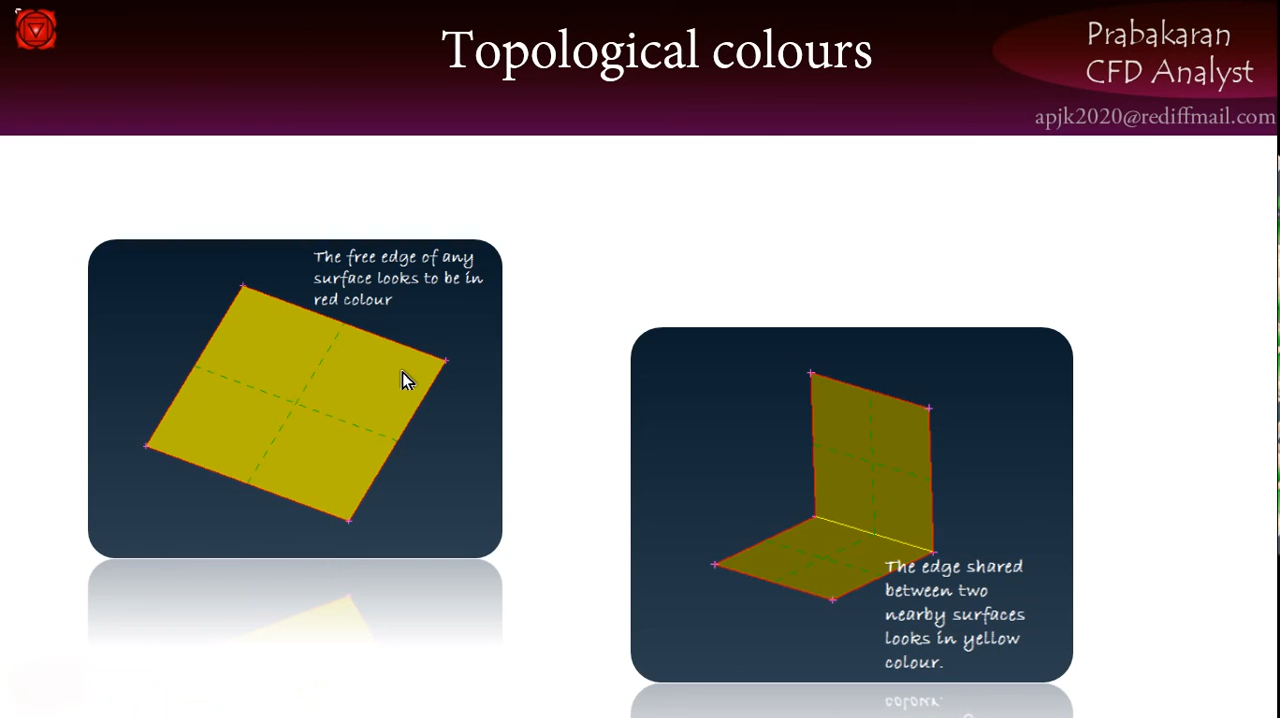 Topological colours
Prabakaran
CFD Analyst
apjk2020@rediffmail.com
The free edge of any
surface looks to be in
red colour
The edge shared
between two
nearby surfaces
looks in yellow
colour.